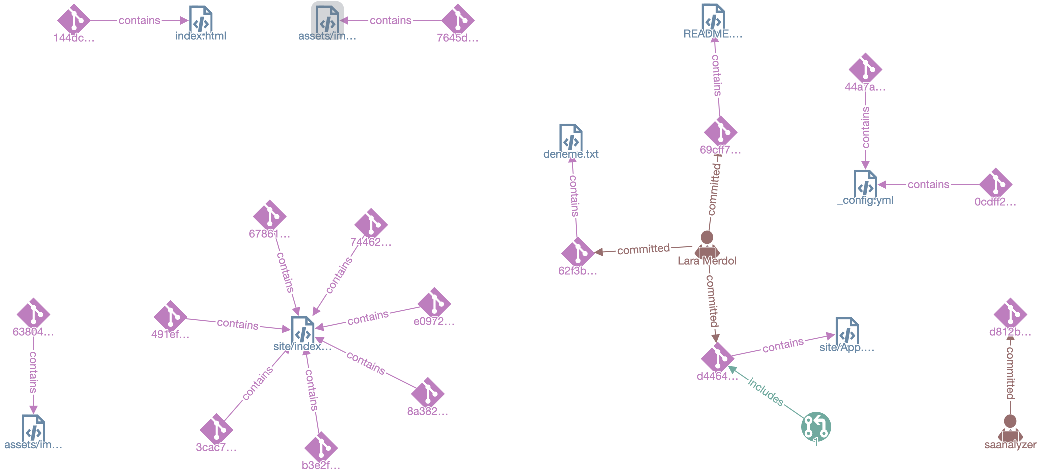 144dc...
contains
index.html
assets/im...
contains
7645d...
README....
contains
44a7a...
contains
69cff7...
deneme.txt
contains
committed
_config.yml
contains
0cdff2...
67861...
74462...
contains
contains
committed
62f3b...
Lara Merdol
committed
63804...
contains
491ef...
contains
e0972...
contains
site/index...
contains
contains
contains
8a382...
3cac7...
b3e2f...
assets/im...
contains
site/App....
d4464...
includes
1
d812b...
committed
saanalyzer